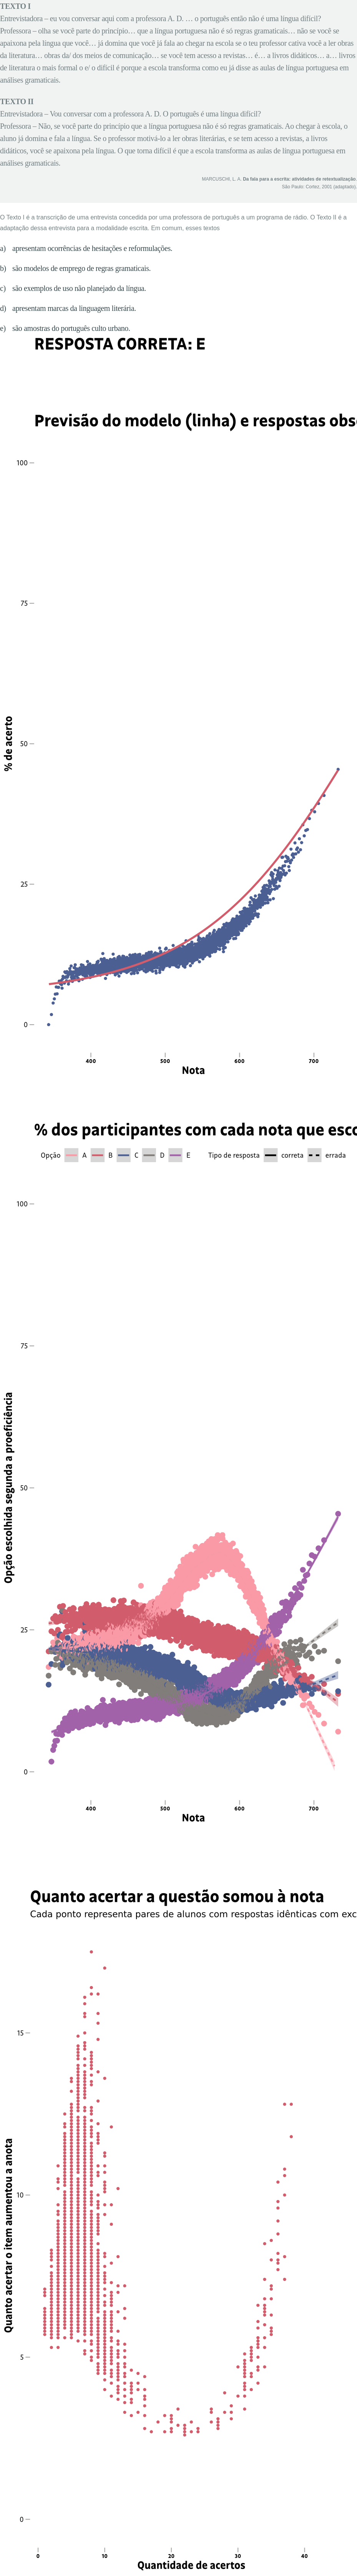 TEXTO I
Entrevistadora – eu vou conversar aqui com a professora A. D. … o português então não é uma língua difícil?
Professora – olha se você parte do princípio… que a língua portuguesa não é só regras gramaticais… não se você se
apaixona pela língua que você… já domina que você já fala ao chegar na escola se o teu professor cativa você a ler obras
da literatura… obras da/ dos meios de comunicação… se você tem acesso a revistas… é… a livros didáticos… a… livros
de literatura o mais formal o e/ o difícil é porque a escola transforma como eu já disse as aulas de língua portuguesa em
análises gramaticais.
TEXTO II
Entrevistadora – Vou conversar com a professora A. D. O português é uma língua difícil?
Professora – Não, se você parte do princípio que a língua portuguesa não é só regras gramaticais. Ao chegar à escola, o
aluno já domina e fala a língua. Se o professor motivá-lo a ler obras literárias, e se tem acesso a revistas, a livros
didáticos, você se apaixona pela língua. O que torna difícil é que a escola transforma as aulas de língua portuguesa em
análises gramaticais.
MARCUSCHI, L. A. Da fala para a escrita: atividades de retextualização.
São Paulo: Cortez, 2001 (adaptado).
O Texto I é a transcrição de uma entrevista concedida por uma professora de português a um programa de rádio. O Texto II é a
adaptação dessa entrevista para a modalidade escrita. Em comum, esses textos
a) apresentam ocorrências de hesitações e reformulações.
b) são modelos de emprego de regras gramaticais.
c) são exemplos de uso não planejado da língua.
d) apresentam marcas da linguagem literária.
e) são amostras do português culto urbano.
RESPOSTA CORRETA: E
Previsão do modelo (linha) e respostas obs
100
75
50
25
0
% de acerto
400 500 600 700
Nota
% dos participantes com cada nota que esco
Opção A B C D E Tipo de resposta correta errada
100
75
50
25
0
Opção escolhida segunda a proeficiência
400 500 600 700
Nota
Quanto acertar a questão somou à nota
Cada ponto representa pares de alunos com respostas idênticas com exc
15
10
5
0
Quanto acertar o item aumentou a anota
0 10 20 30 40
Quantidade de acertos